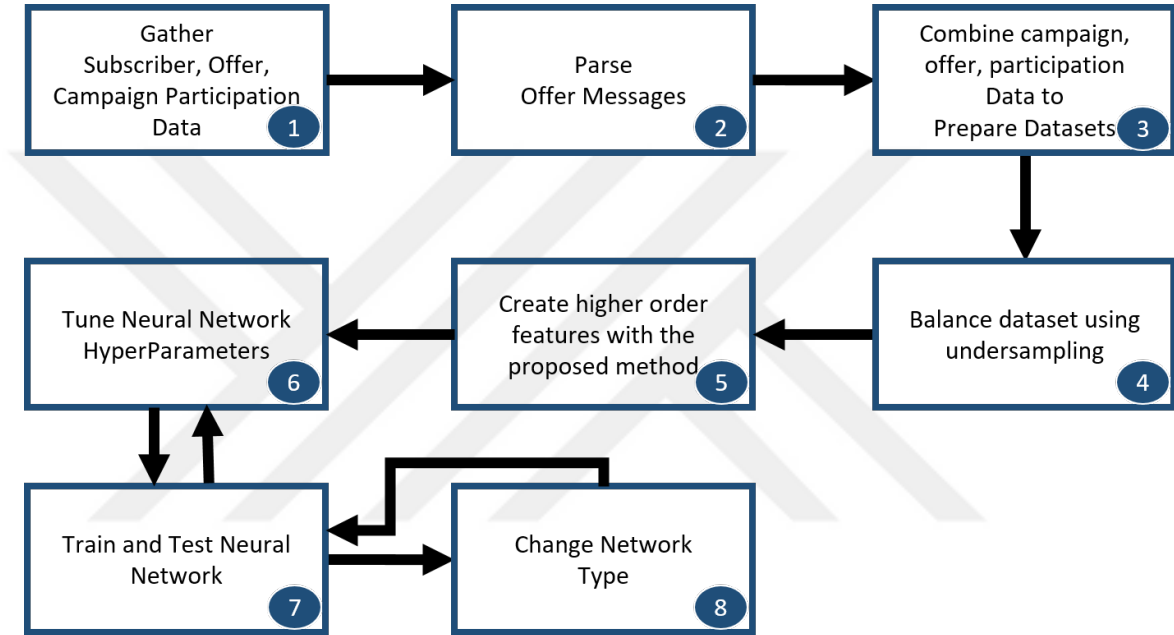 Gather
Subscriber, Offer,
Campaign Participation
Data
1
Parse
Offer Messages
2
Combine campaign,
offer, participation
Data to
Prepare Datasets
3
Balance dataset using
undersampling
4
Create higher order
features with the
proposed method
5
Tune Neural Network
HyperParameters
6
Train and Test Neural
Network
7
Change Network
Type
8